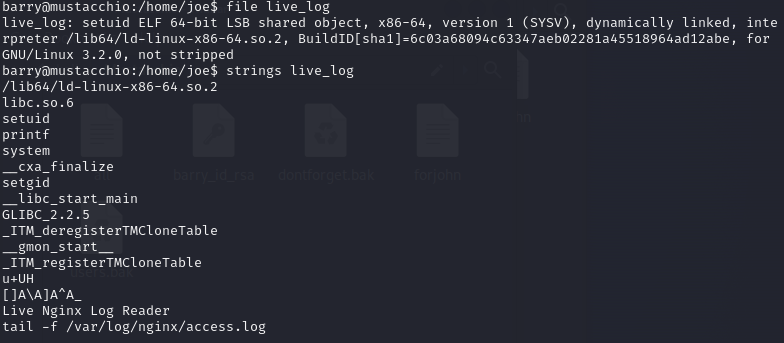 barry@mustacchio:/home/joe$ file live_log
live_log: setuid ELF 64-bit LSB shared object, x86-64, version 1 (SYSV), dynamically linked, inte
rpreter /lib64/ld-linux-x86-64.so.2, BuildID[sha1]=6c03a68094c63347aeb02281a45518964ad12abe, for
GNU/Linux 3.2.0, not stripped
barry@mustacchio:/home/joe$ strings live_log
/lib64/ld-linux-x86-64.so.2
libc.so.6
setuid
printf
system
__cxa_finalize
setgid
__libc_start_main
GLIBC_2.2.5
_ITM_deregisterTMCloneTable
__gmon_start__
_ITM_registerTMCloneTable
u+UH
[]A\A]A^A_
Live Nginx Log Reader
tail -f /var/log/nginx/access.log
barry_id_rsa
dontforget.bak
forjohn